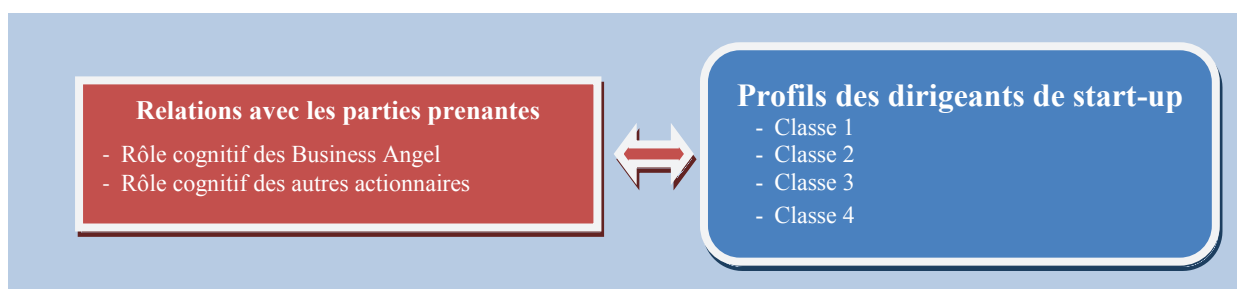 Relations avec les parties prenantes
- Rôle cognitif des Business Angel
- Rôle cognitif des autres actionnaires
Profils des dirigeants de start-up
- Classe 1
- Classe 2
- Classe 3
- Classe 4